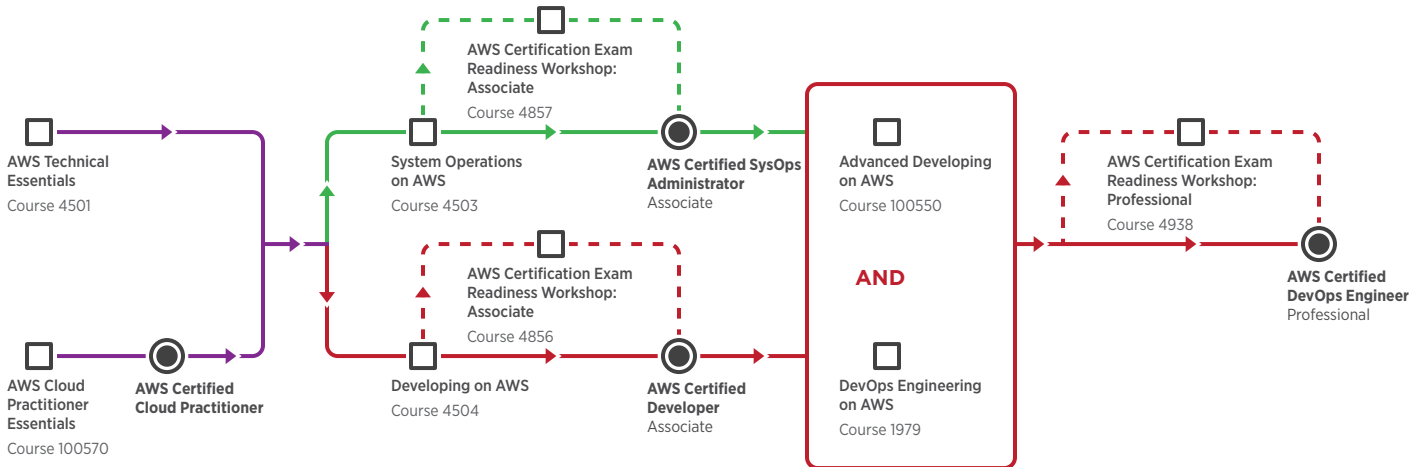 AWS Certification Exam
Readiness Workshop:
Associate
Course 4857
AWS Technical
Essentials
Course 4501
System Operations
on AWS
Course 4503
AWS Certified SysOps
Administrator
Associate
Advanced Developing
on AWS
Course 100550
AWS Certification Exam
Readiness Workshop:
Professional
Course 4938
AWS Certification Exam
Readiness Workshop:
Associate
Course 4856
AND
AWS Certified
DevOps Engineer
Professional
AWS Cloud
Practitioner
Essentials
Course 100570
AWS Certified
Cloud Practitioner
Developing on AWS
Course 4504
AWS Certified
Developer
Associate
DevOps Engineering
on AWS
Course 1979